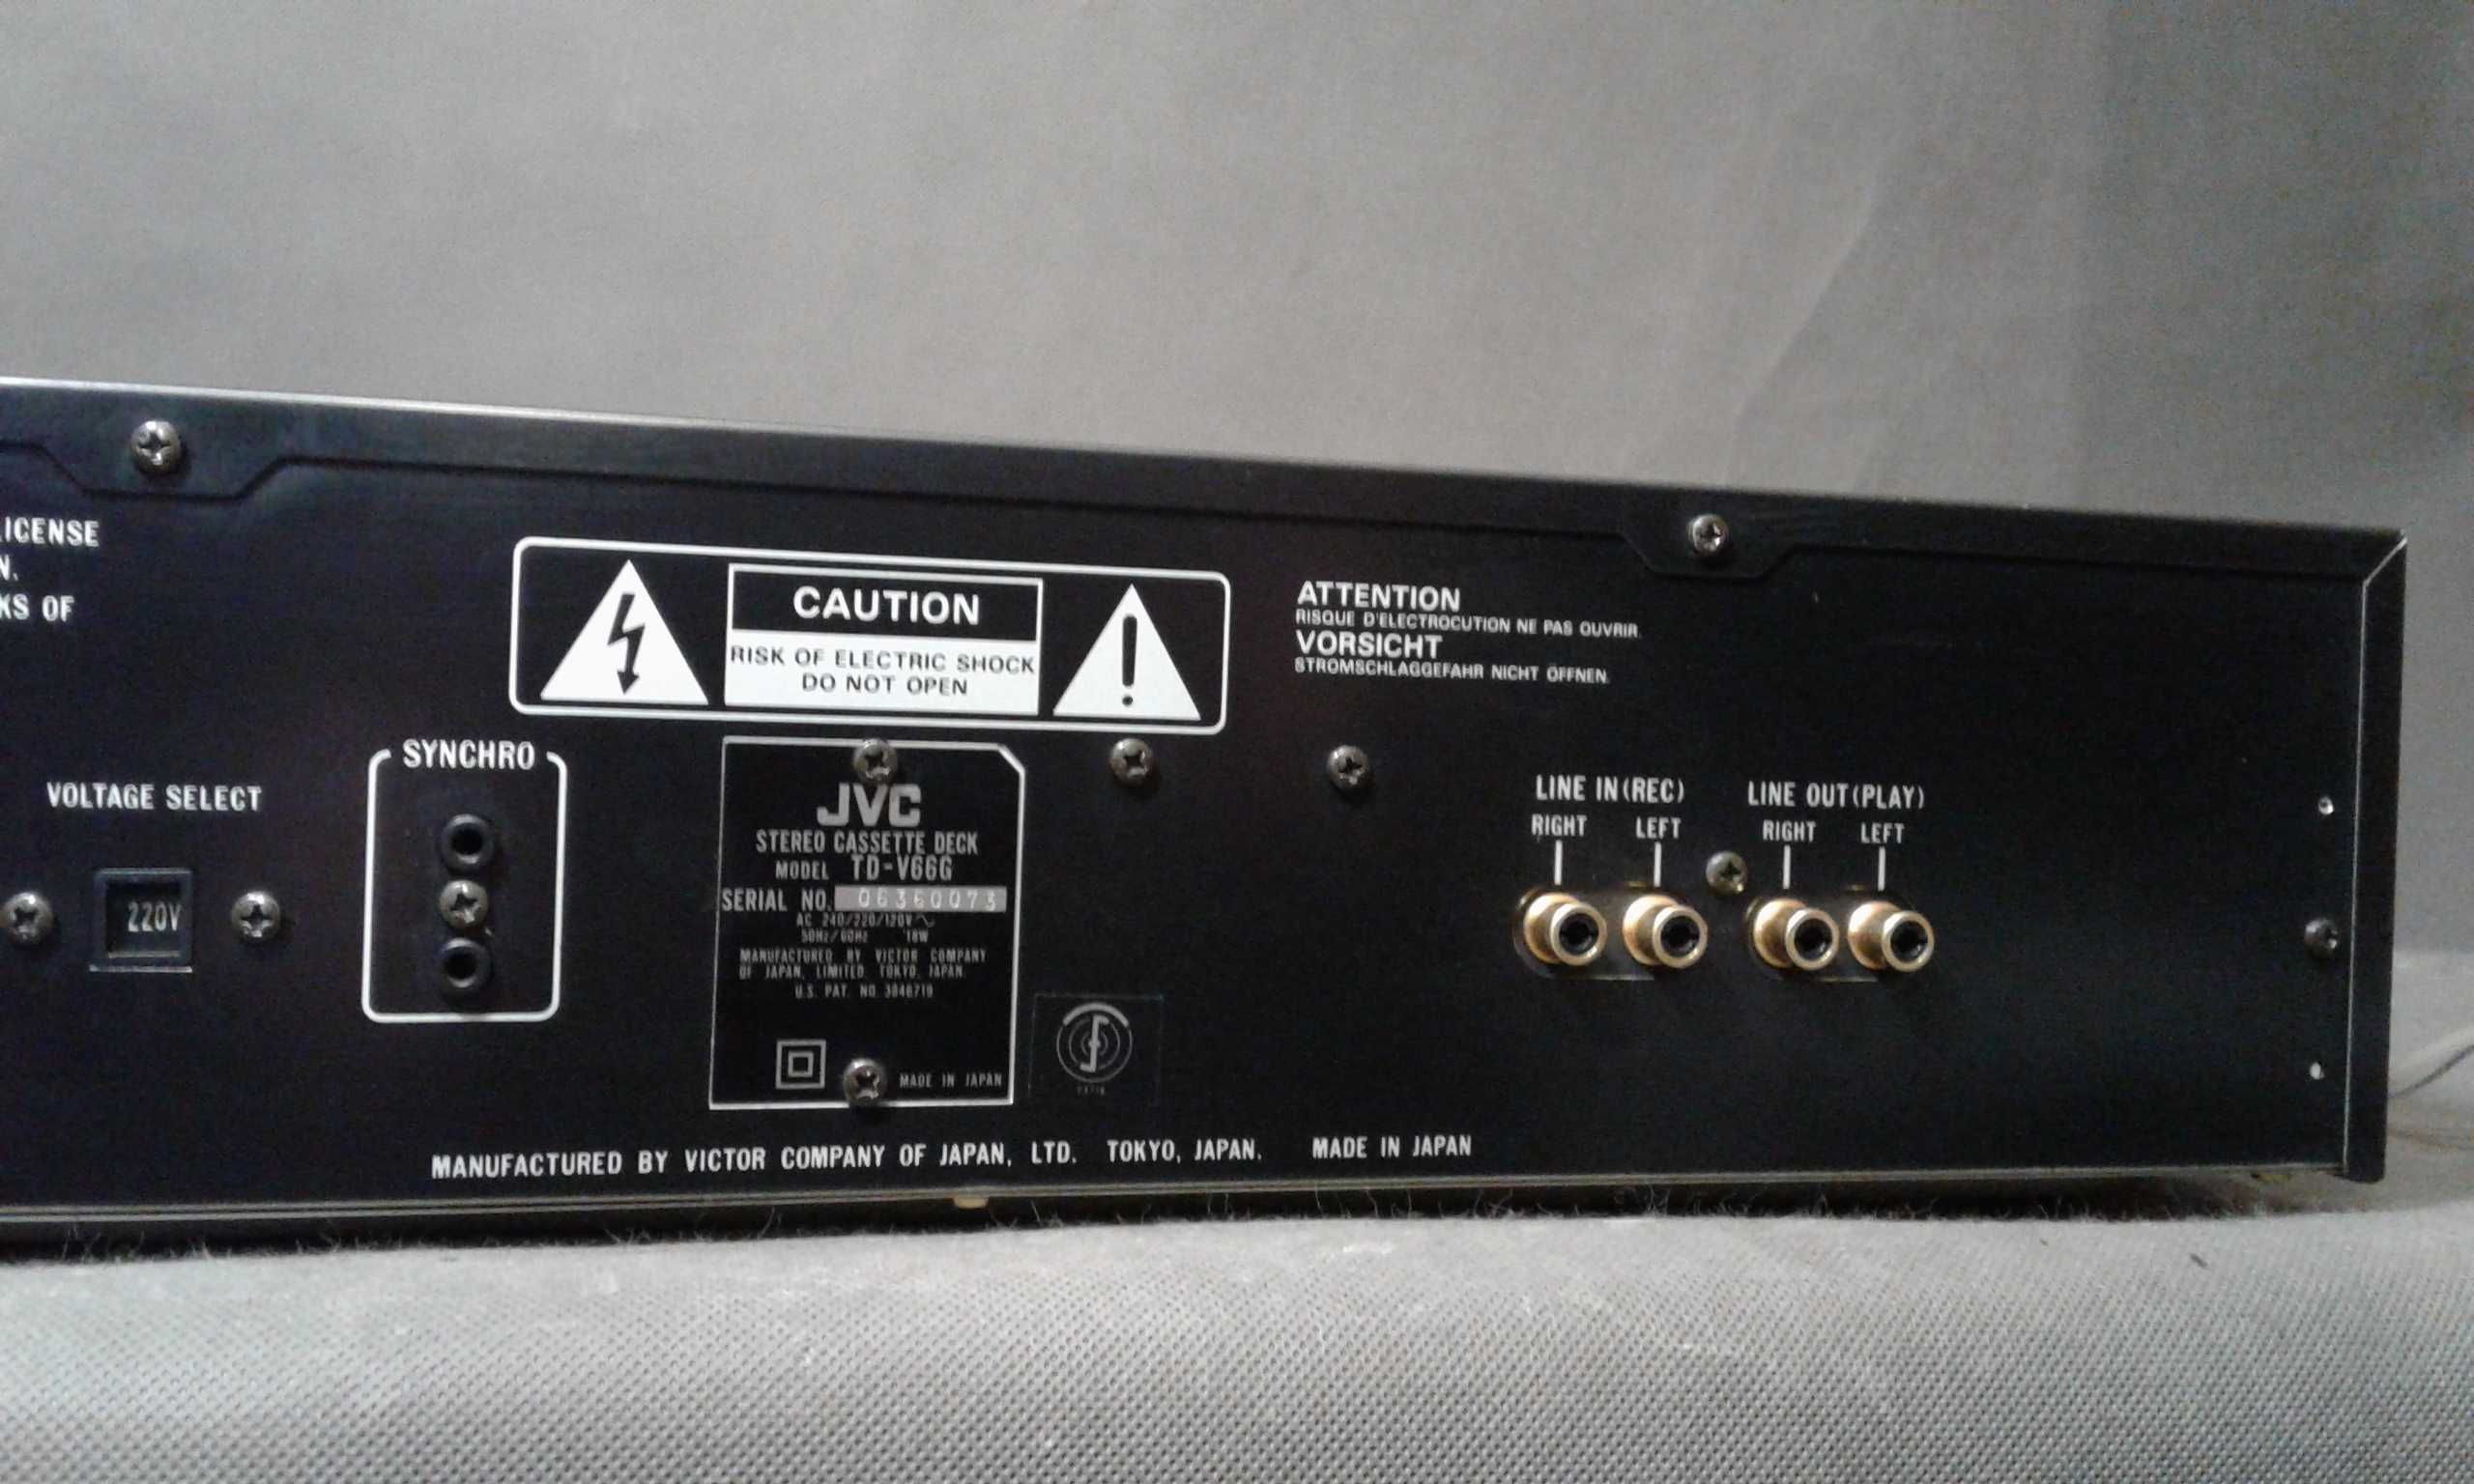 LICENSE
N.
KS OF
CAUTION
RISK OF ELECTRIC SHOCK
DO NOT OPEN
ATTENTION
RISQUE D'ELECTROCUTION NE PAS OUVRIR.
VORSICHT
STROMSCHLAGGEFAHR NICHT ÖFFNEN.
VOLTAGE SELECT
220V
SYNCHRO
JVC
STEREO CASSETTE DECK
MODEL TD-V66G
SERIAL NO. 06360073
AC 240/220/120V
50Hz/60Hz 18W
MANUFACTURED BY VICTOR COMPANY
OF JAPAN, LIMITED, TOKYO, JAPAN.
U.S. PAT. NO. 3846719
MADE IN JAPAN
LINE IN (REC) LINE OUT (PLAY)
RIGHT LEFT RIGHT LEFT
MANUFACTURED BY VICTOR COMPANY OF JAPAN, LTD. TOKYO, JAPAN. MADE IN JAPAN